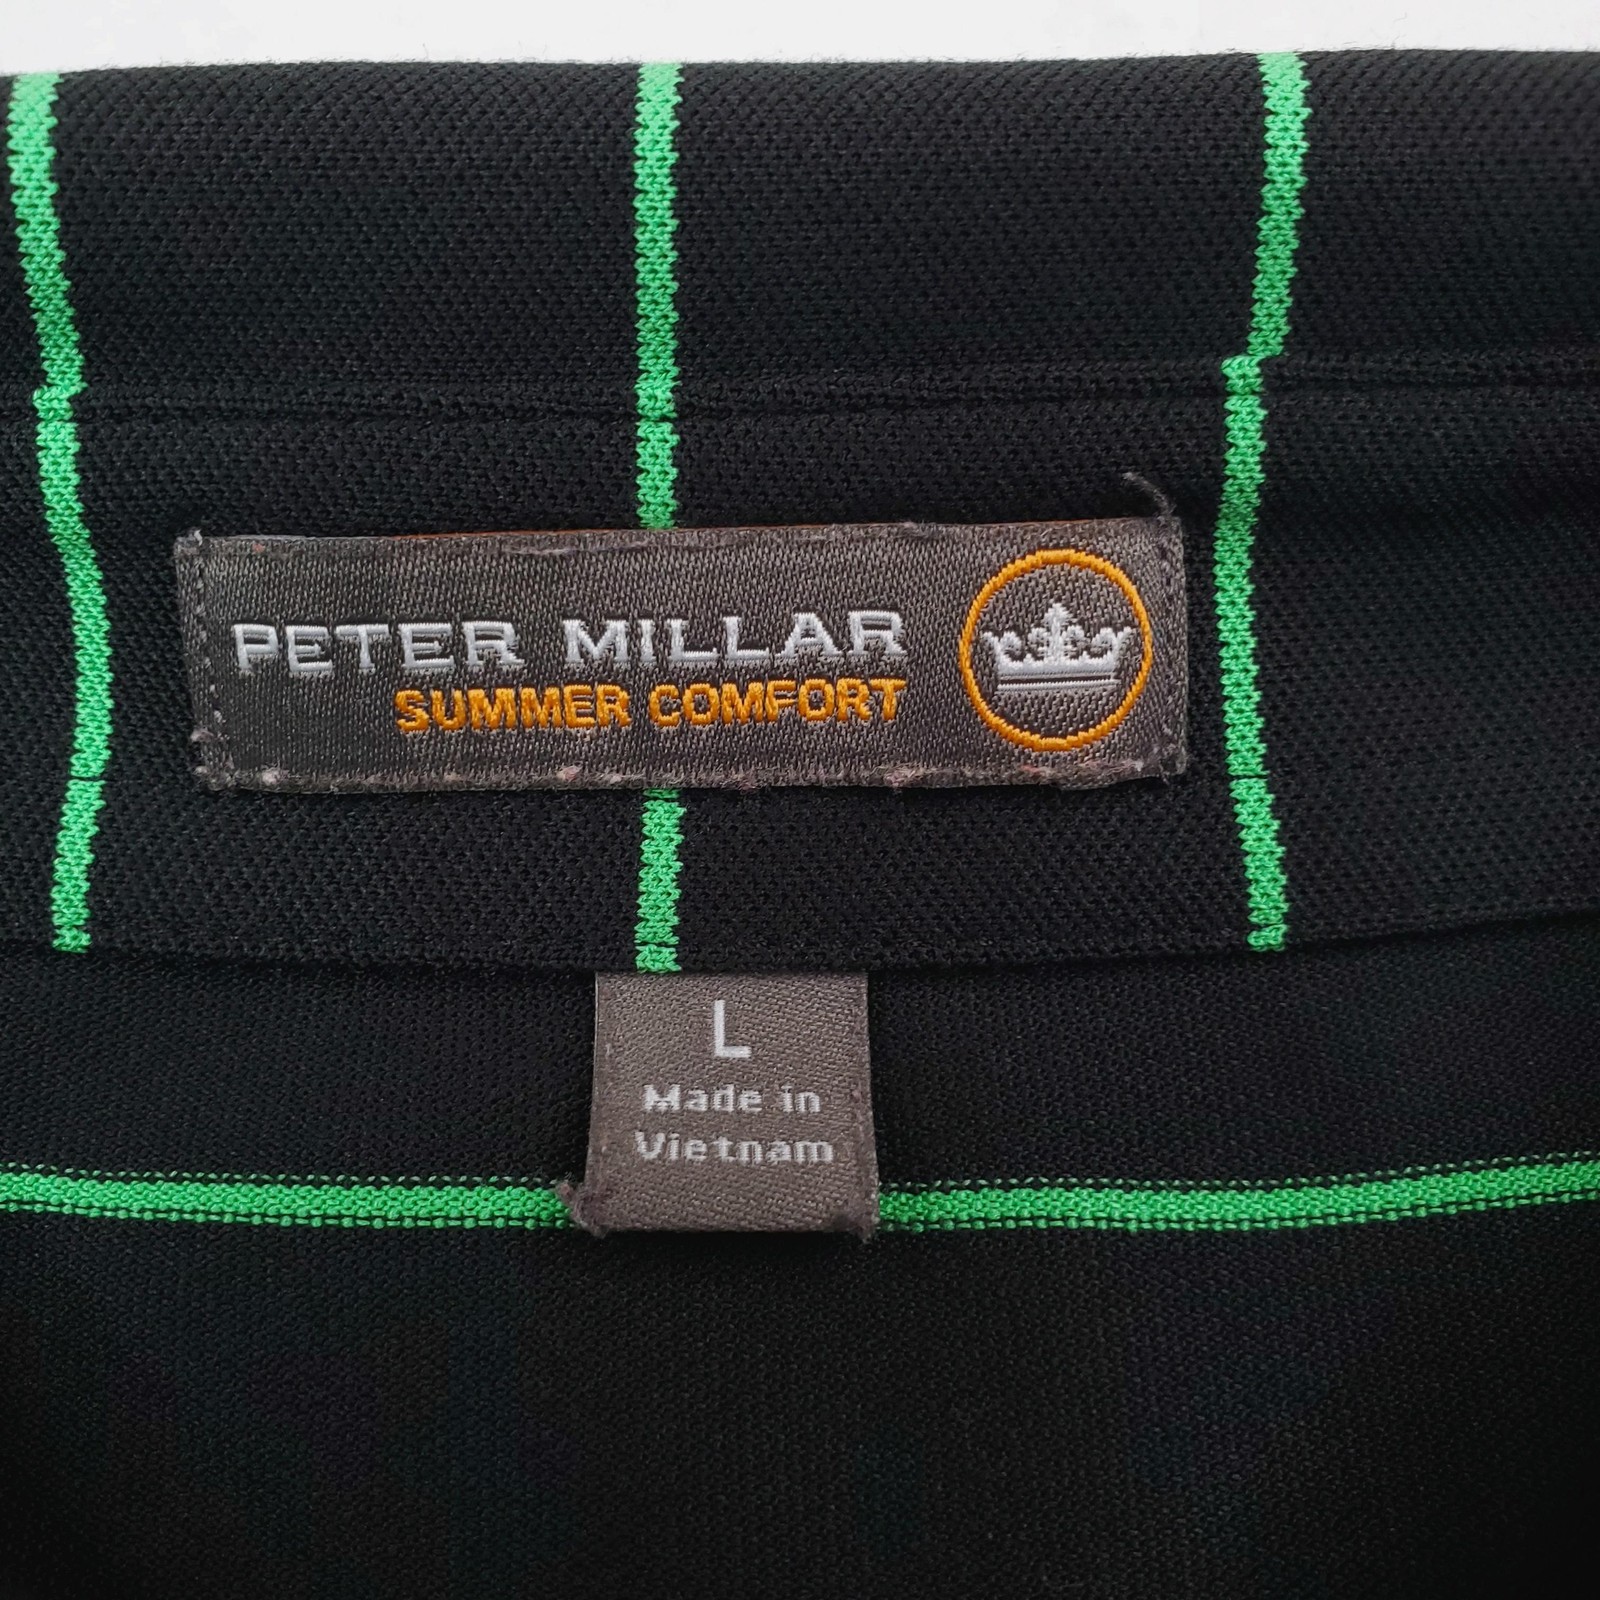 PETER MILLAR
SUMMER COMFORT
L
Made in
Vietnam